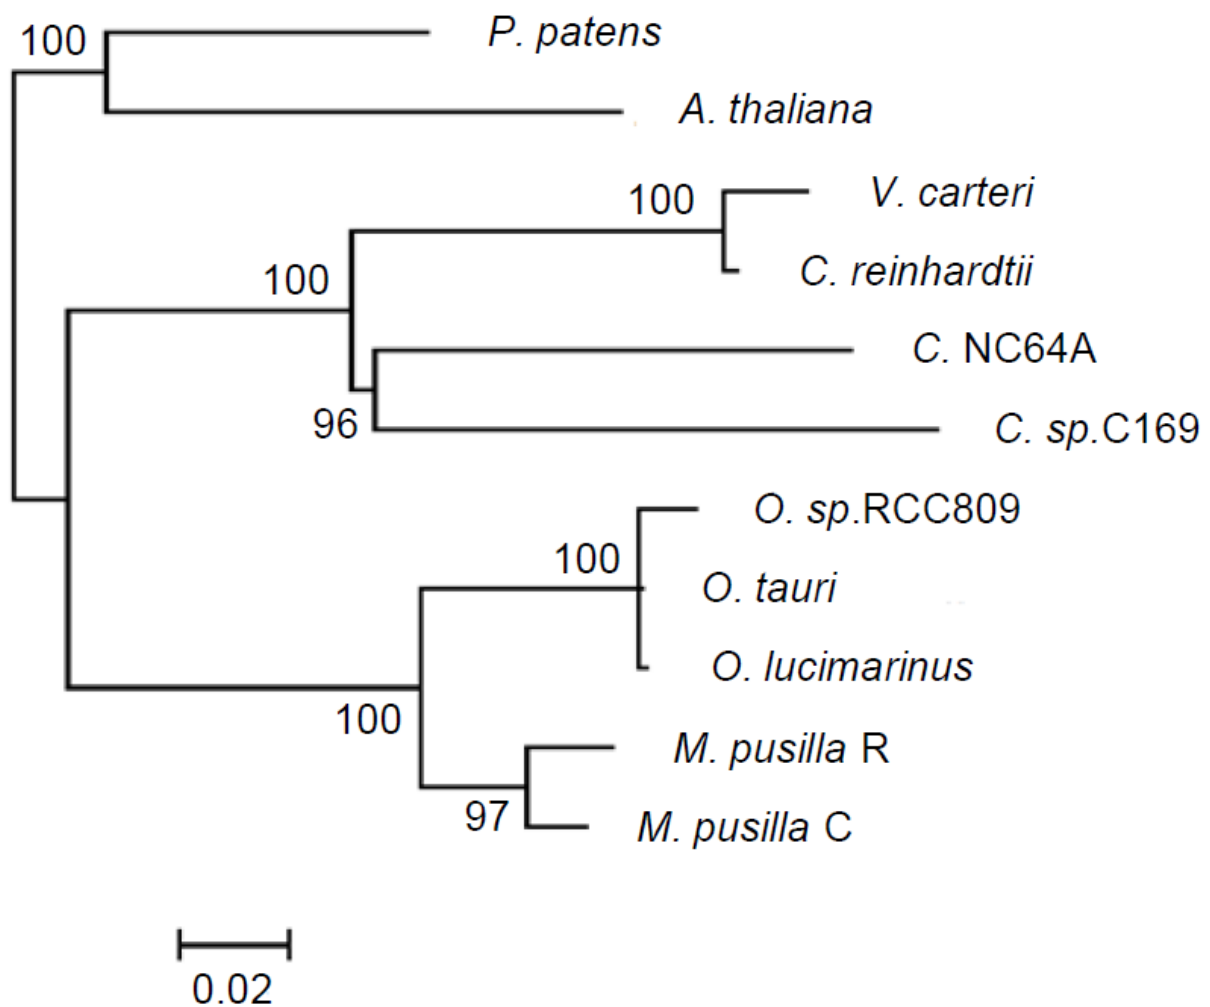 100
P. patens
A. thaliana
100
V. carteri
100
C. reinhardtii
C. NC64A
96
C. sp.C169
O. sp.RCC809
100
O. tauri
O. lucimarinus
100
M. pusilla R
97
M. pusilla C
0.02